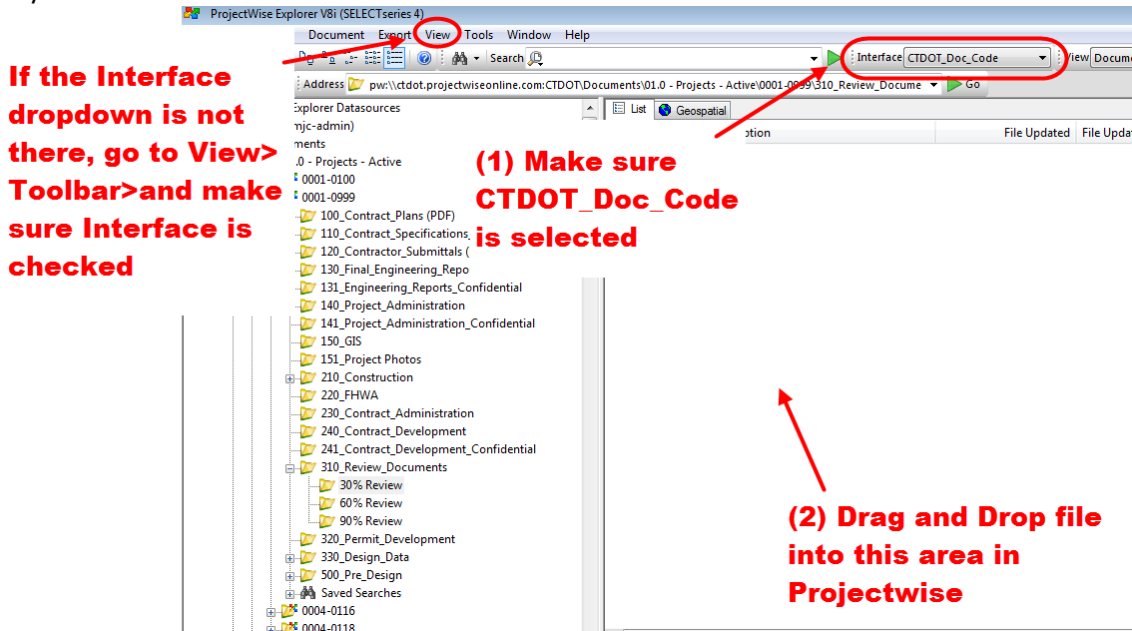 ProjectWise Explorer V8i (SELECTseries 4)
Document Export View Tools Window Help
Search Interface CTDOT_Doc_Code View Docume
Address pw:\\ctdot.projectwiseonline.com:CTDOT\Documents\01.0 - Projects - Active\0001-0999\310_Review_Docume Go
If the Interface
dropdown is not
there, go to View>
Toolbar>and make
sure Interface is
checked
Explorer Datasources
mjc-admin)
ments
.0 - Projects - Active
0001-0100
0001-0999
100_Contract_Plans (PDF)
110_Contract_Specifications_
120_Contractor_Submittals (
130_Final_Engineering_Repo
131_Engineering_Reports_Confidential
140_Project_Administration
141_Project_Administration_Confidential
150_GIS
151_Project Photos
210_Construction
220_FHWA
230_Contract_Administration
240_Contract_Development
241_Contract_Development_Confidential
310_Review_Documents
30% Review
60% Review
90% Review
320_Permit_Development
330_Design_Data
500_Pre_Design
Saved Searches
0004-0116
0004-0118
List Geospatial
otion File Updated File Upda
(1) Make sure
CTDOT_Doc_Code
is selected
(2) Drag and Drop file
into this area in
Projectwise